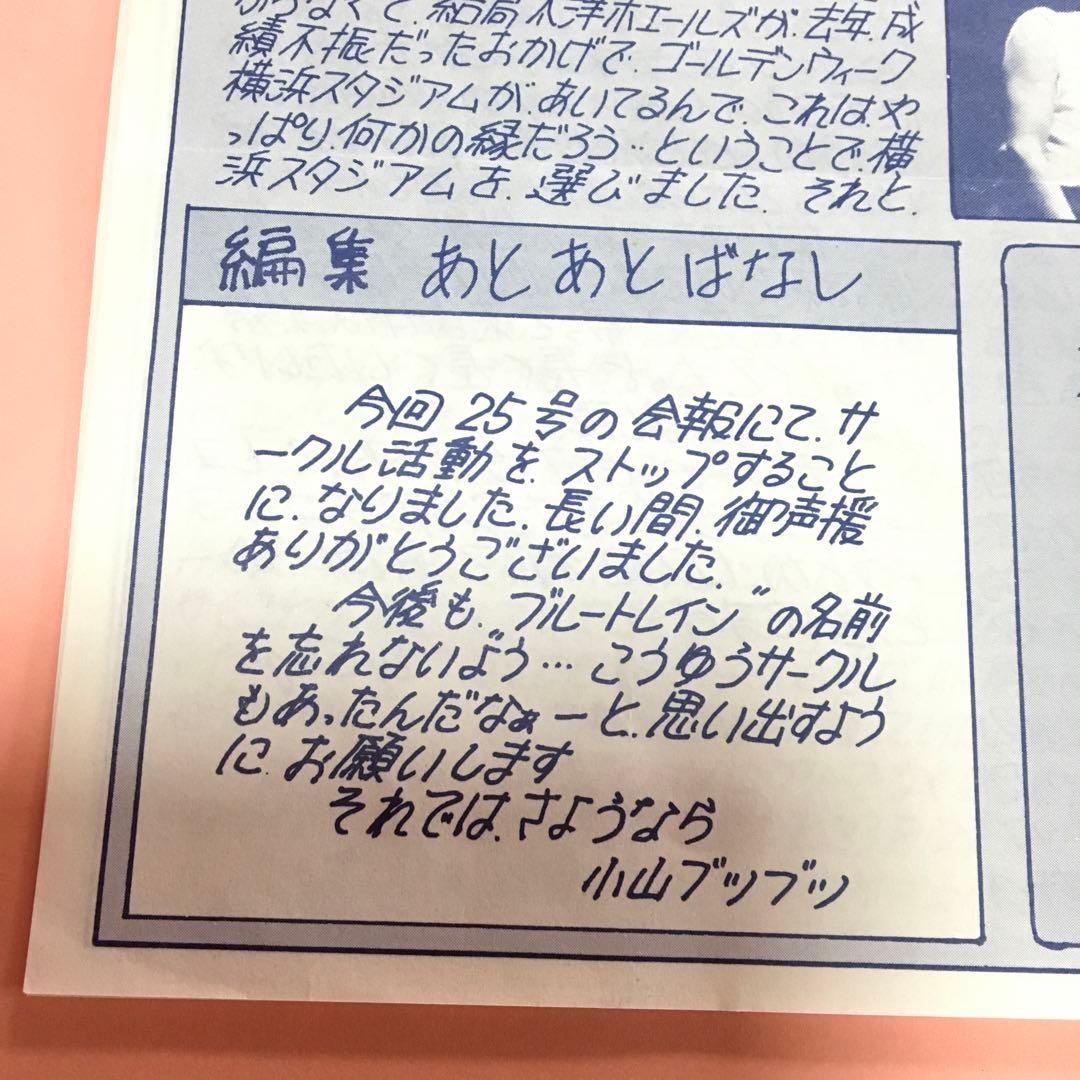 なくて、結局大洋ホエールズが、去年、成
績不振だったおかげで、ゴールデンウィーク
横浜スタジアムが、あいてるんで、これは、や
っぱり、何かの縁だろう…ということで、横
浜スタジアムを、選びました。それと、
編集 あとあとばなし
今回25号の会報にて、サ
ークル活動を、ストップすること
に、なりました。長い間、御声援
ありがとうございました。
今後も、"ブルートレイン"の名前
を忘れないよう…こうゆうサークル
もあったんだなぁーと、思い出すよう
に、お願いします
それでは、さようなら
小山ブツブツ